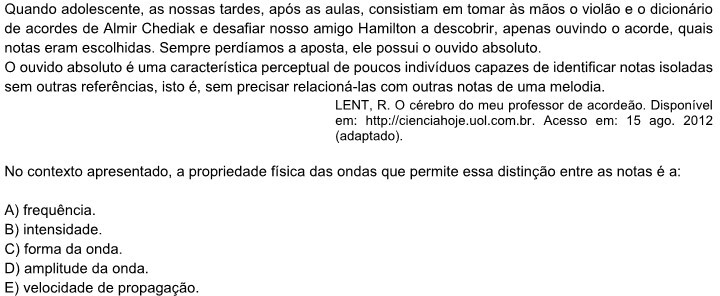 Quando adolescente, as nossas tardes, após as aulas, consistiam em tomar às mãos o violão e o dicionário
de acordes de Almir Chediak e desafiar nosso amigo Hamilton a descobrir, apenas ouvindo o acorde, quais
notas eram escolhidas. Sempre perdíamos a aposta, ele possui o ouvido absoluto.
O ouvido absoluto é uma característica perceptual de poucos indivíduos capazes de identificar notas isoladas
sem outras referências, isto é, sem precisar relacioná-las com outras notas de uma melodia.
LENT, R. O cérebro do meu professor de acordeão. Disponível
em: http://cienciahoje.uol.com.br. Acesso em: 15 ago. 2012
(adaptado).
No contexto apresentado, a propriedade física das ondas que permite essa distinção entre as notas é a:
A) frequência.
B) intensidade.
C) forma da onda.
D) amplitude da onda.
E) velocidade de propagação.